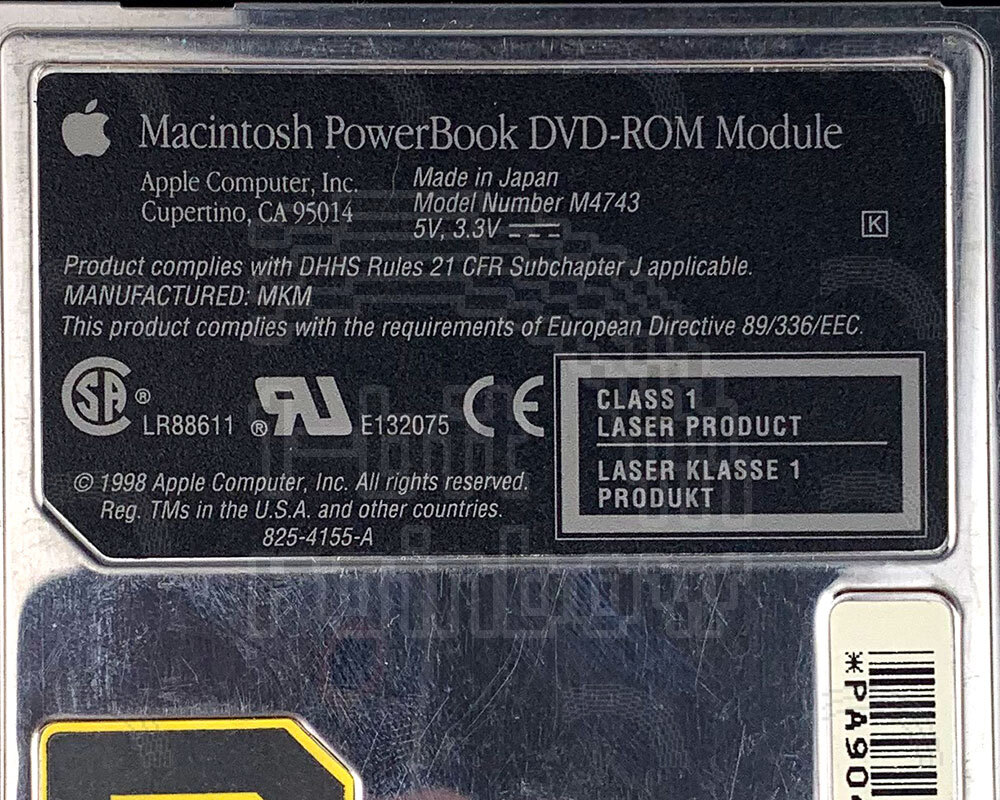 Macintosh PowerBook DVD-ROM Module
Apple Computer, Inc.
Cupertino, CA 95014
Made in Japan
Model Number M4743
5V, 3.3V
K
Product complies with DHHS Rules 21 CFR Subchapter J applicable.
MANUFACTURED: MKM
This product complies with the requirements of European Directive 89/336/EEC.
SA ® LR88611
® RU E132075
CE
CLASS 1
LASER PRODUCT
LASER KLASSE 1
PRODUKT
© 1998 Apple Computer, Inc. All rights reserved.
Reg. TMs in the U.S.A. and other countries.
825-4155-A
*PA90